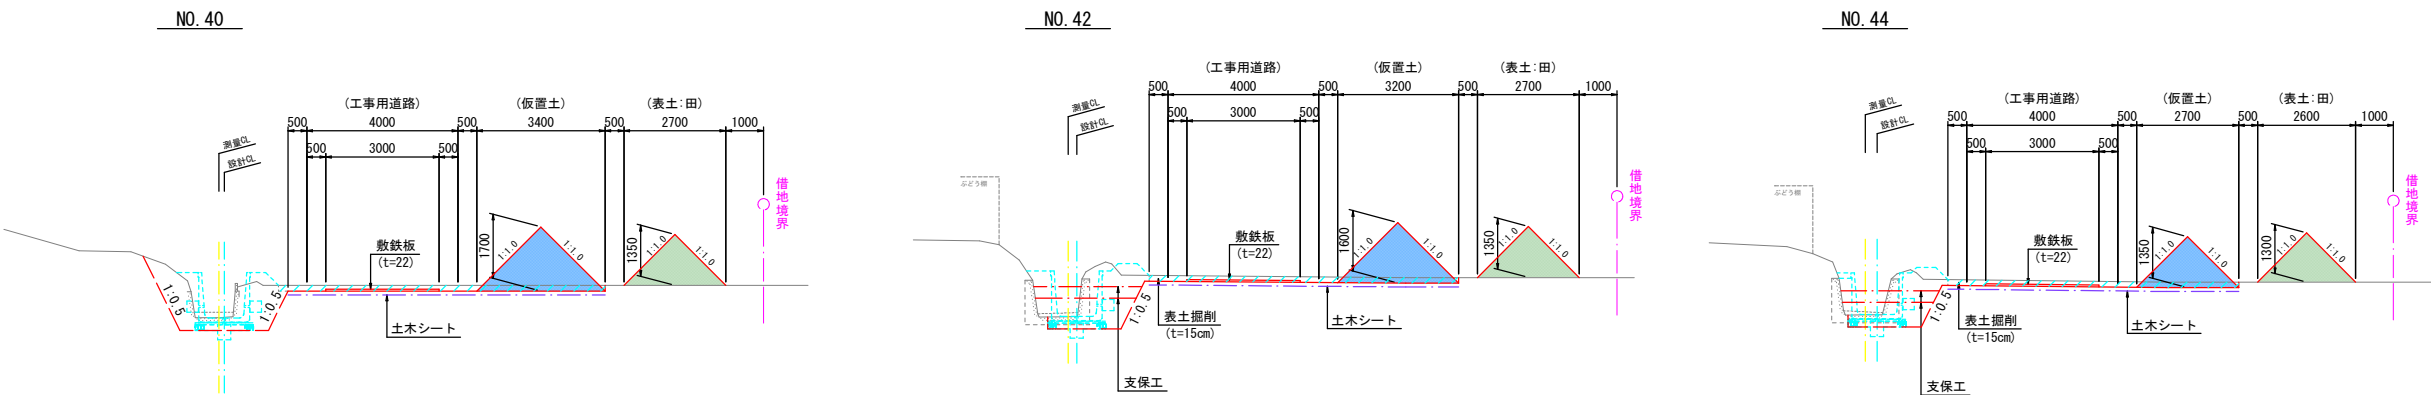 NO.40
(工事用道路)
(仮置土)
(表土:田)
500
4000
500
3400
500
2700
1000
500
3000
500
測量CL
設計CL
借地境界
1700
1:1.0
1:1.0
1350
1:1.0
1:1.0
敷鉄板
(t=22)
1:0.5
1:0.5
土木シート
NO.42
(工事用道路)
(仮置土)
(表土:田)
500
4000
500
3200
500
2700
1000
500
3000
500
測量CL
設計CL
ぶどう棚
借地境界
1600
1:1.0
1:1.0
1350
1:1.0
1:1.0
敷鉄板
(t=22)
1:0.5
表土掘削
(t=15cm)
土木シート
支保工
NO.44
(工事用道路)
(仮置土)
(表土:田)
500
4000
500
2700
500
2600
1000
500
3000
500
測量CL
設計CL
ぶどう棚
借地境界
1350
1:1.0
1:1.0
1300
1:1.0
1:1.0
敷鉄板
(t=22)
1:0.5
表土掘削
(t=15cm)
土木シート
支保工